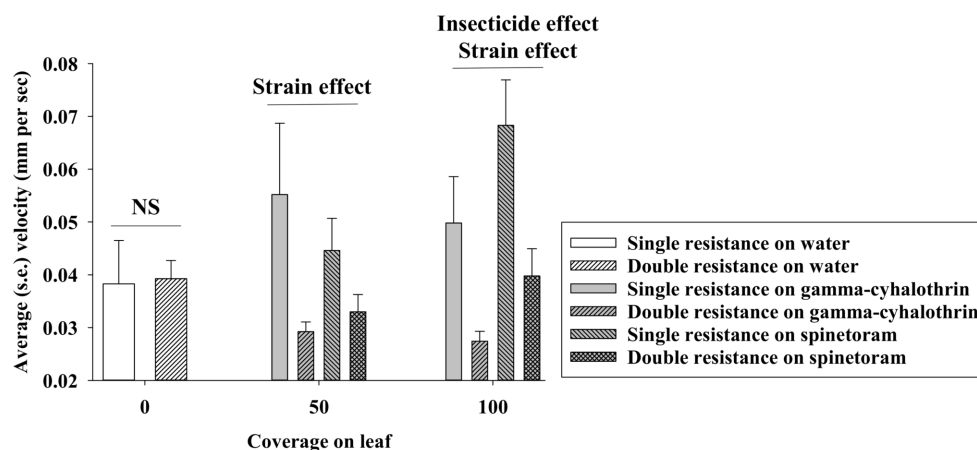 Insecticide effect
Strain effect
Strain effect
NS
Average (s.e.) velocity (mm per sec)
0.08
0.07
0.06
0.05
0.04
0.03
0.02
0
50
100
Coverage on leaf
Single resistance on water
Double resistance on water
Single resistance on gamma-cyhalothrin
Double resistance on gamma-cyhalothrin
Single resistance on spinetoram
Double resistance on spinetoram